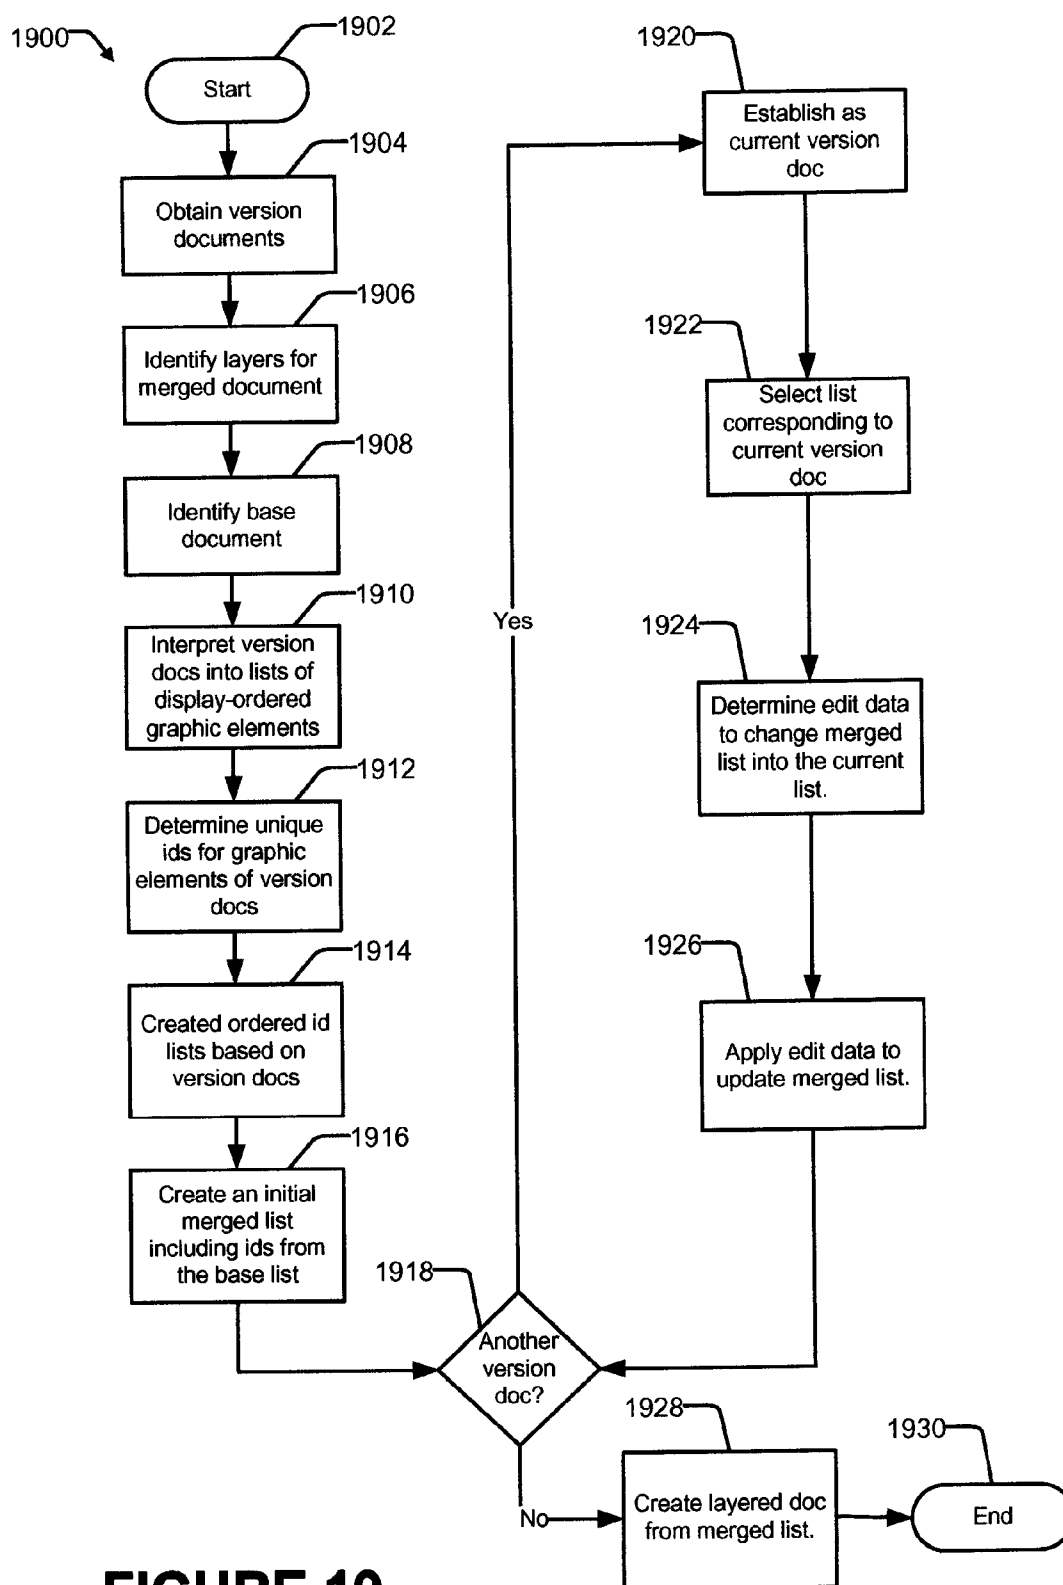 1900
1902
Start
1904
Obtain version
documents
1906
Identify layers for
merged document
1908
Identify base
document
1910
Interpret version
docs into lists of
display-ordered
graphic elements
1912
Determine unique
ids for graphic
elements of version
docs
1914
Created ordered id
lists based on
version docs
1916
Create an initial
merged list
including ids from
the base list
1918
Another
version
doc?
Yes
1920
Establish as
current version
doc
1922
Select list
corresponding to
current version
doc
1924
Determine edit data
to change merged
list into the current
list.
1926
Apply edit data to
update merged list.
No
1928
Create layered doc
from merged list.
1930
End
FIGURE 19